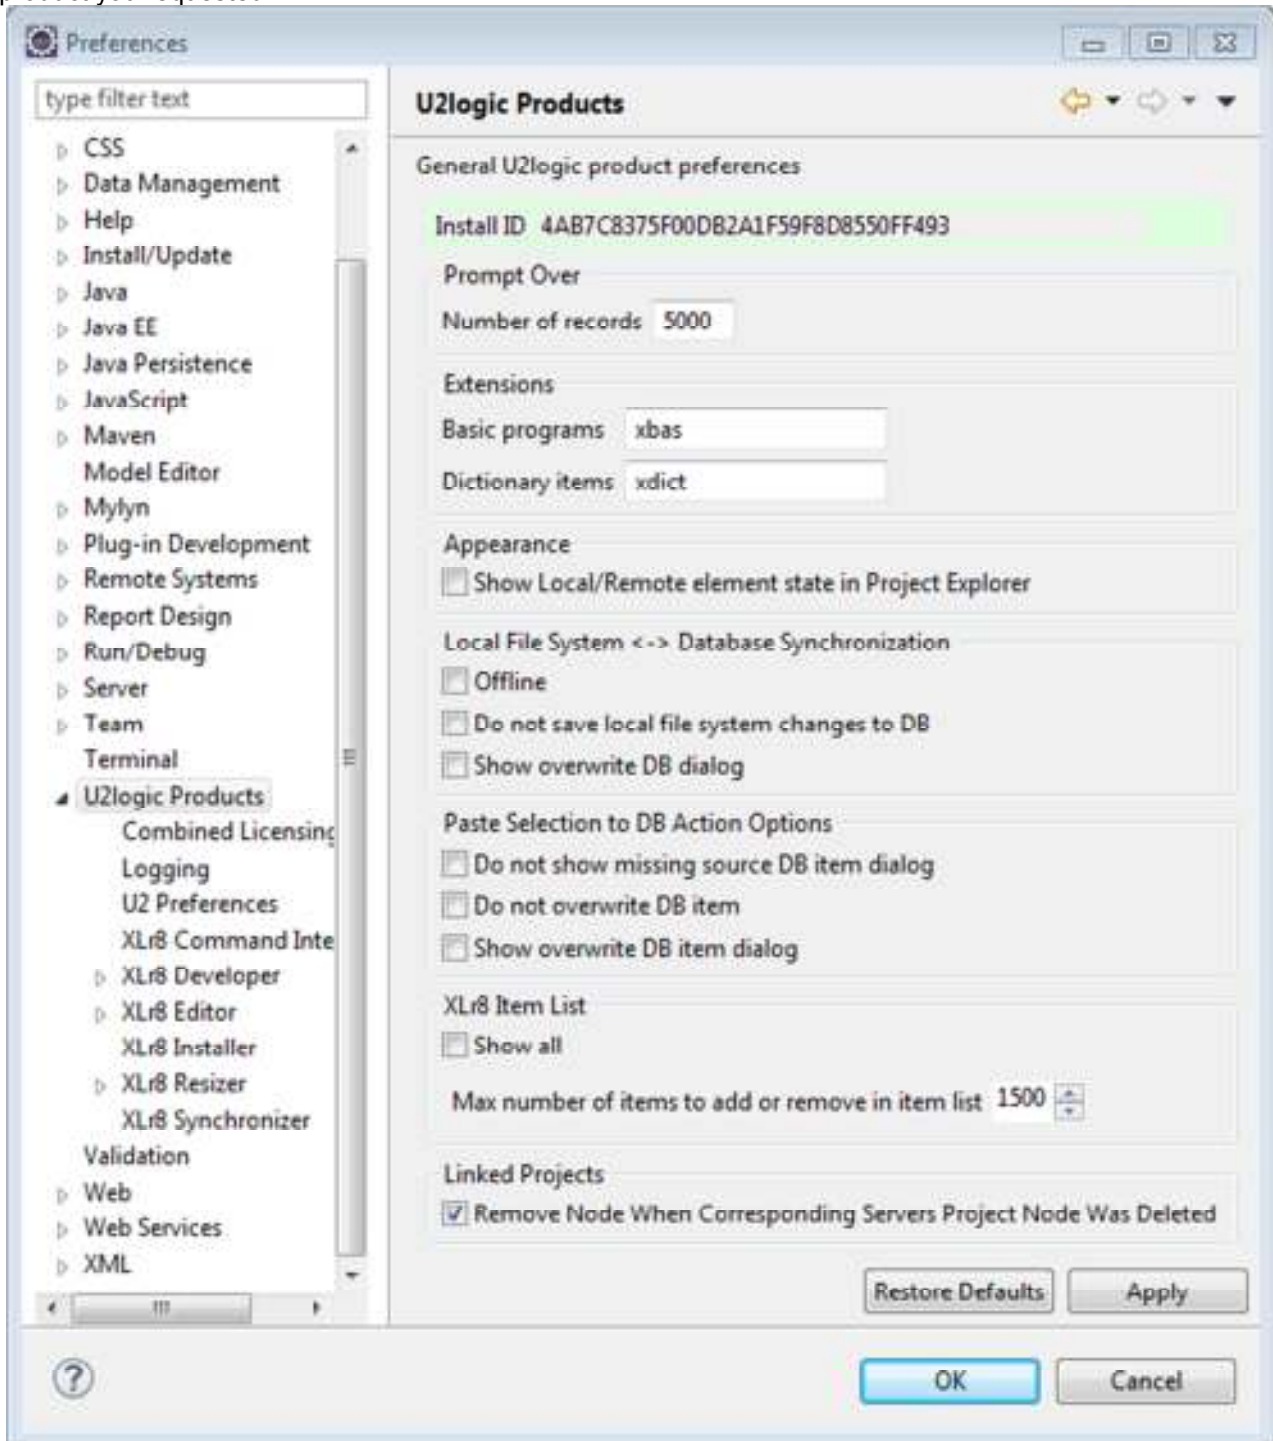 Preferences
type filter text
CSS
Data Management
Help
Install/Update
Java
Java EE
Java Persistence
JavaScript
Maven
Model Editor
Mylyn
Plug-in Development
Remote Systems
Report Design
Run/Debug
Server
Team
Terminal
U2logic Products
Combined Licensing
Logging
U2 Preferences
XLr8 Command Inte
XLr8 Developer
XLr8 Editor
XLr8 Installer
XLr8 Resizer
XLr8 Synchronizer
Validation
Web
Web Services
XML
U2logic Products
General U2logic product preferences
Install ID 4AB7C8375F00DB2A1F59F8D8550FF493
Prompt Over
Number of records 5000
Extensions
Basic programs xbas
Dictionary items xdict
Appearance
Show Local/Remote element state in Project Explorer
Local File System <-> Database Synchronization
Offline
Do not save local file system changes to DB
Show overwrite DB dialog
Paste Selection to DB Action Options
Do not show missing source DB item dialog
Do not overwrite DB item
Show overwrite DB item dialog
XLr8 Item List
Show all
Max number of items to add or remove in item list 1500
Linked Projects
Remove Node When Corresponding Servers Project Node Was Deleted
Restore Defaults Apply
OK Cancel